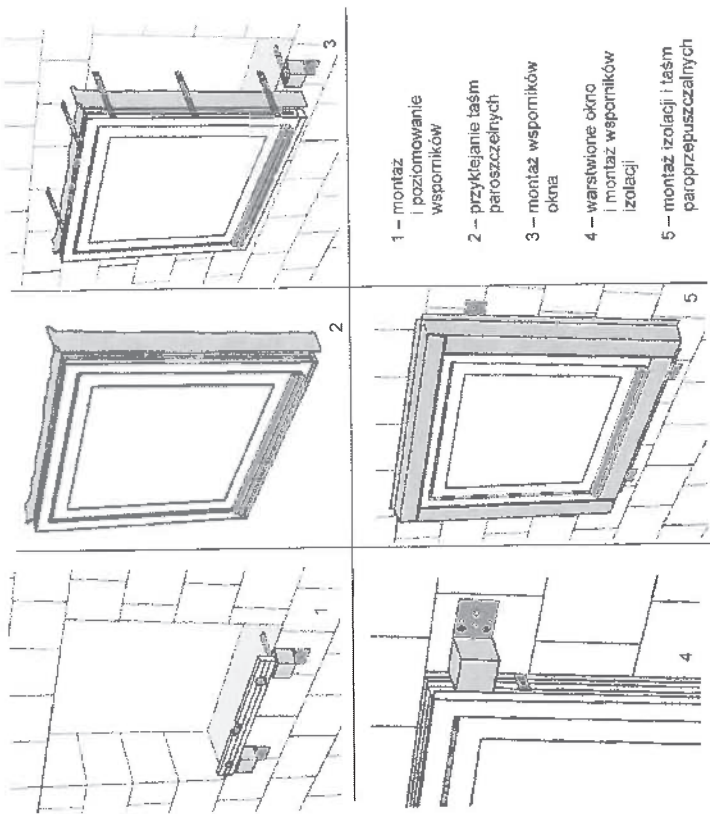 1
2
3
4
5
1 – montaż
i poziomowanie
wsporników
2 – przyklejanie taśm
paroszczelnych
3 – montaż wsporników
okna
4 – warstwione okno
i montaż wsporników
izolacji
5 – montaż izolacji i taśm
paroprzepuszczalnych